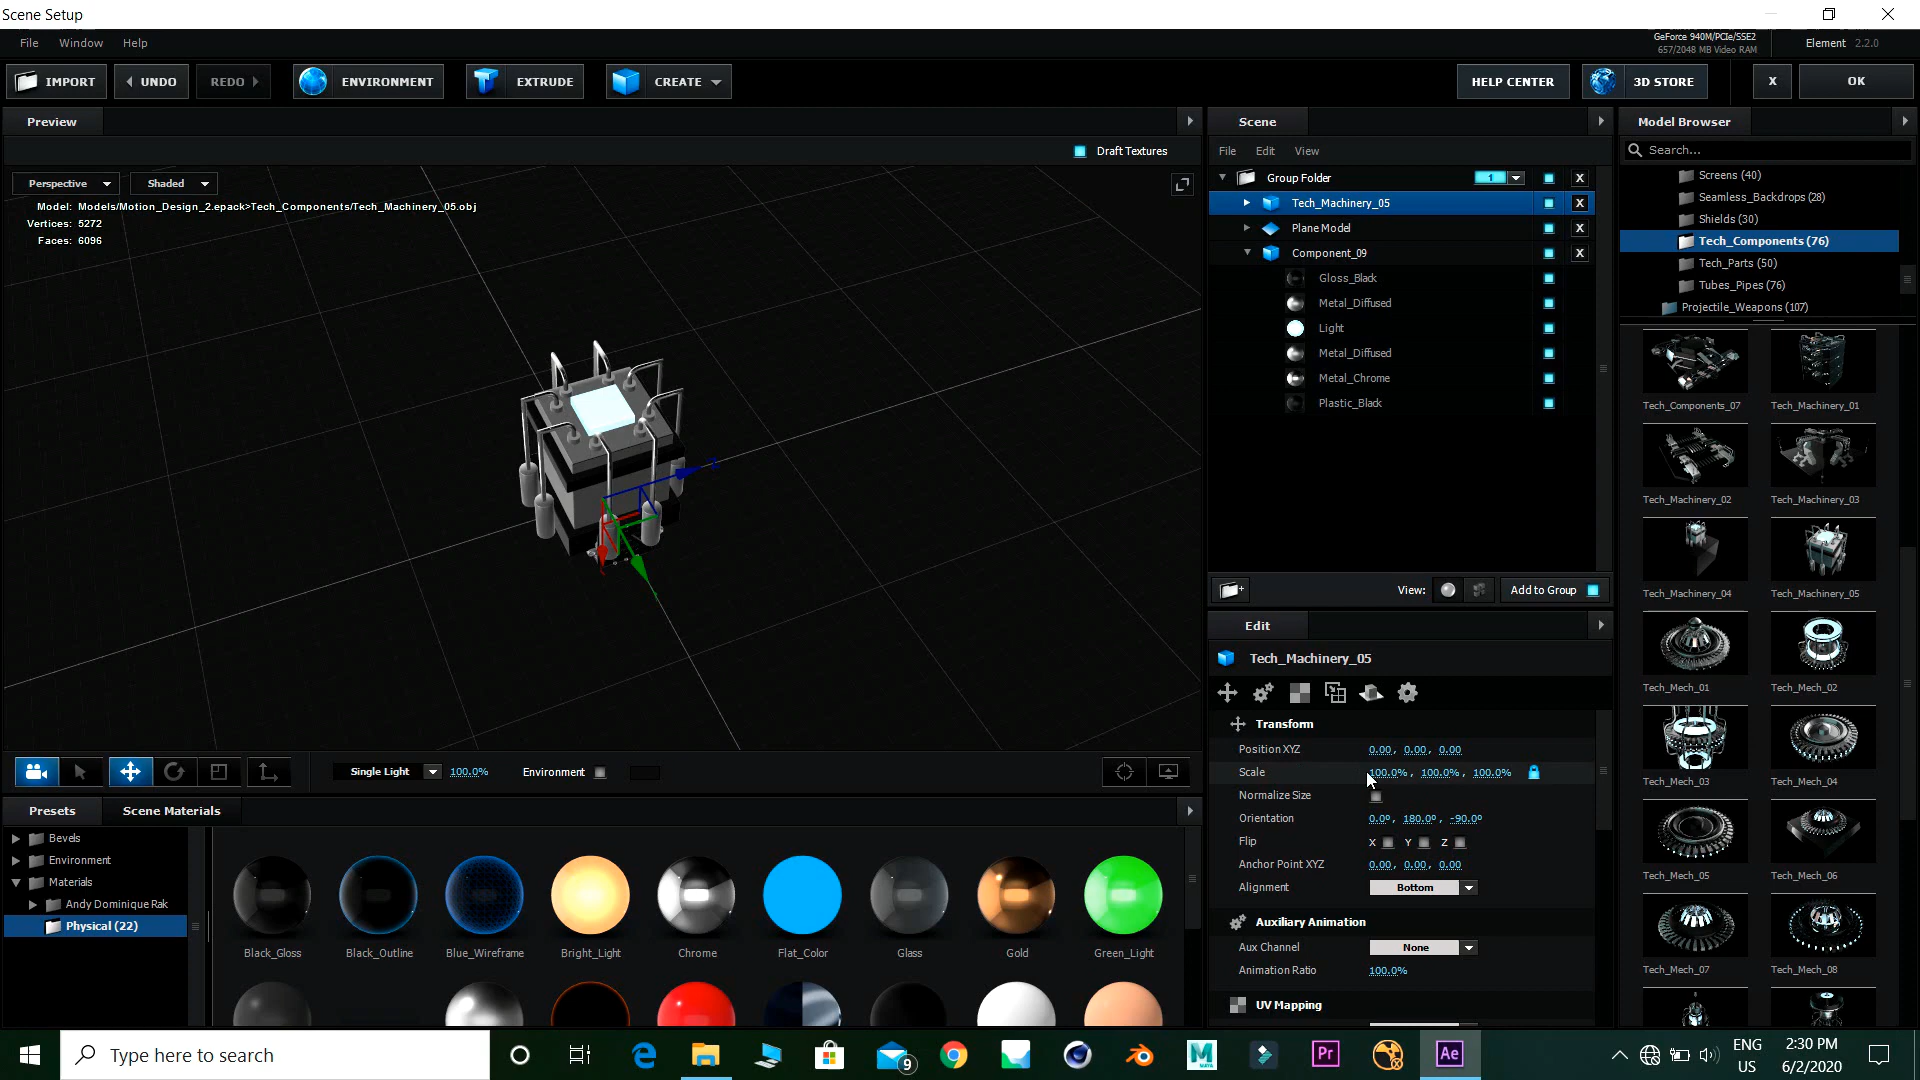 Scene Setup
File Window Help
GeForce 940M/PCIe/SSE2
657/2048 MB Video RAM
Element 2.2.0
IMPORT UNDO REDO ENVIRONMENT EXTRUDE CREATE HELP CENTER 3D STORE X OK
Preview
Draft Textures
Perspective Shaded
Model: Models/Motion_Design_2.epack>Tech_Components/Tech_Machinery_05.obj
Vertices: 5272
Faces: 6096
Single Light 100.0% Environment
Scene
File Edit View
Group Folder 1 X
Tech_Machinery_05 X
Plane Model X
Component_09 X
Gloss_Black
Metal_Diffused
Light
Metal_Diffused
Metal_Chrome
Plastic_Black
View: Add to Group
Edit
Tech_Machinery_05
Transform
Position XYZ 0.00, 0.00, 0.00
Scale 100.0%, 100.0%, 100.0%
Normalize Size
Orientation 0.0º, 180.0º, -90.0º
Flip X Y Z
Anchor Point XYZ 0.00, 0.00, 0.00
Alignment Bottom
Auxiliary Animation
Aux Channel None
Animation Ratio 100.0%
UV Mapping
Model Browser
Search...
Screens (40)
Seamless_Backdrops (28)
Shields (30)
Tech_Components (76)
Tech_Parts (50)
Tubes_Pipes (76)
Projectile_Weapons (107)
Tech_Components_07 Tech_Machinery_01
Tech_Machinery_02 Tech_Machinery_03
Tech_Machinery_04 Tech_Machinery_05
Tech_Mech_01 Tech_Mech_02
Tech_Mech_03 Tech_Mech_04
Tech_Mech_05 Tech_Mech_06
Tech_Mech_07 Tech_Mech_08
Presets Scene Materials
Bevels
Environment
Materials
Andy Dominique Rak
Physical (22)
Black_Gloss Black_Outline Blue_Wireframe Bright_Light Chrome Flat_Color Glass Gold Green_Light
Type here to search
9
MAYA
Pr
Ae
ENG
US
2:30 PM
6/2/2020